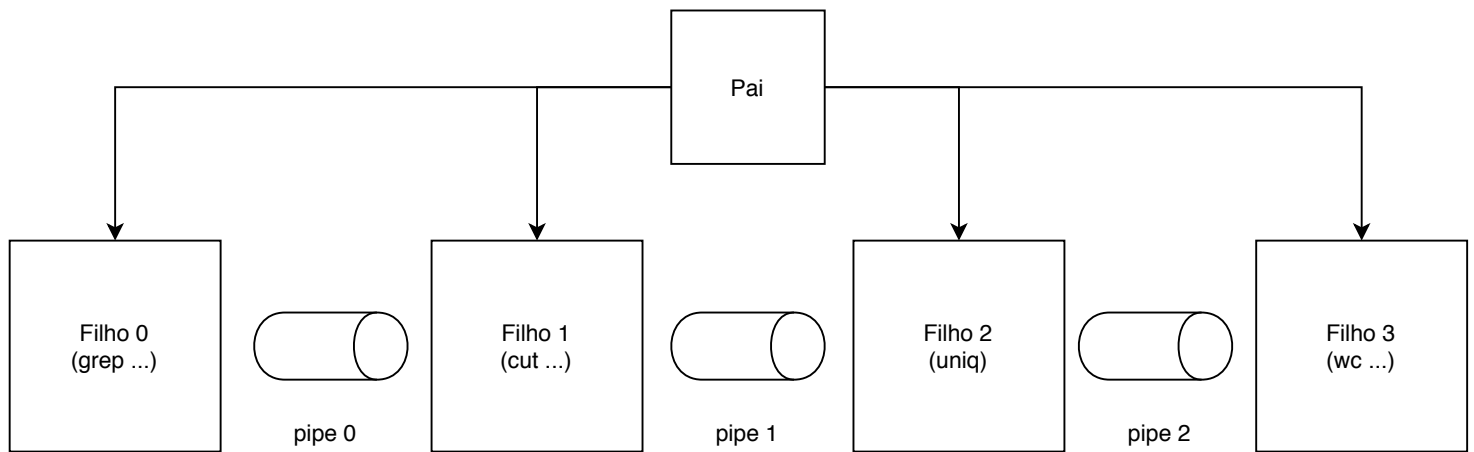 Pai
Filho 0
(grep ...)
Filho 1
(cut ...)
Filho 2
(uniq)
Filho 3
(wc ...)
pipe 0
pipe 1
pipe 2